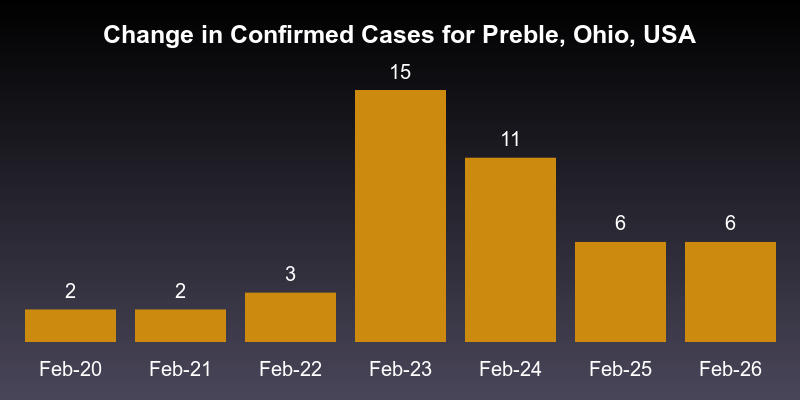 Change in Confirmed Cases for Preble, Ohio, USA
15
11
6
6
3
2
2
Feb-20
Feb-21
Feb-22
Feb-23
Feb-24
Feb-25
Feb-26